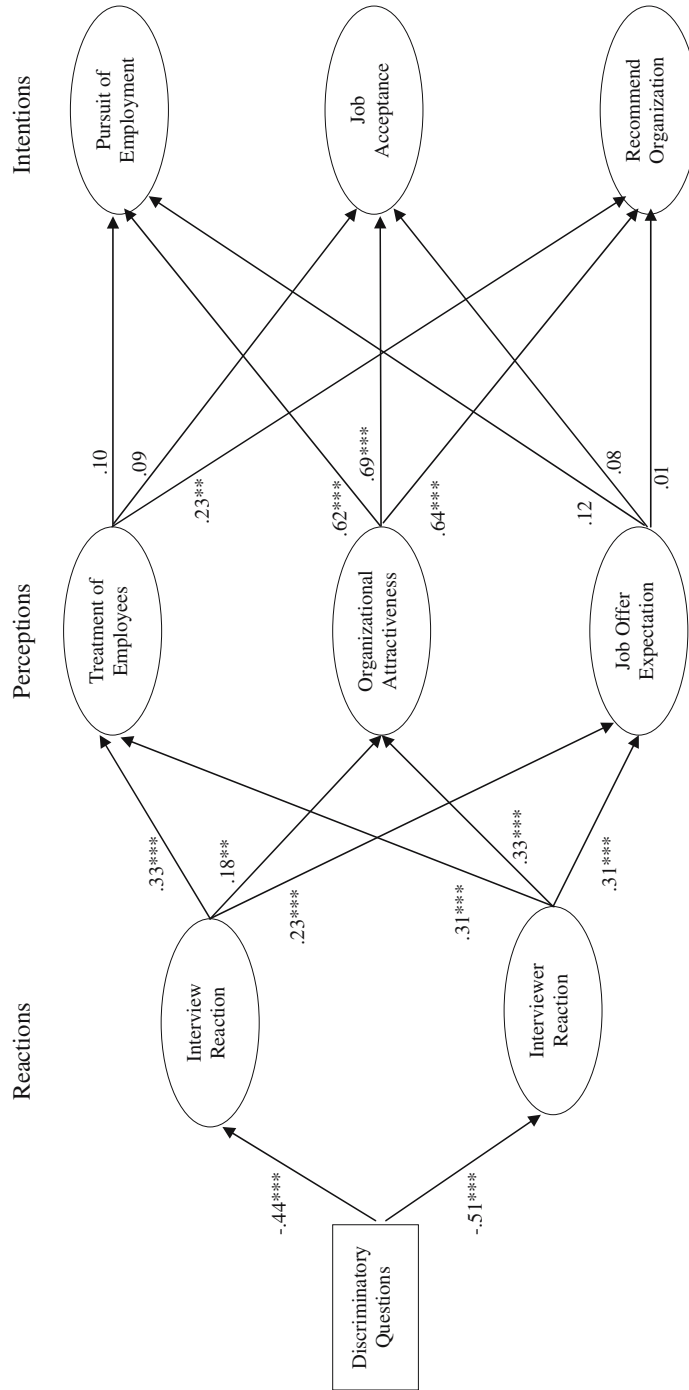 Reactions
Perceptions
Intentions
Discriminatory
Questions
-.44***
-.51***
Interview
Reaction
Interviewer
Reaction
.33***
.18**
.23***
.31***
.33***
.31***
Treatment of
Employees
Organizational
Attractiveness
Job Offer
Expectation
.10
.09
.23**
.62***
.69***
.64***
.12
.08
.01
Pursuit of
Employment
Job
Acceptance
Recommend
Organization